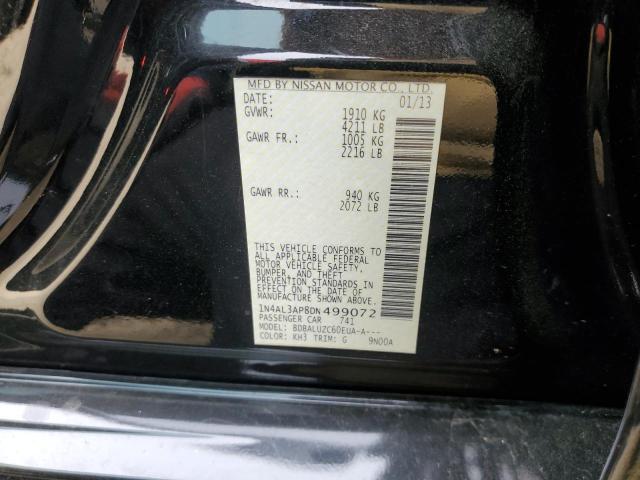 MFD BY NISSAN MOTOR CO., LTD.
DATE: 01/13
GVWR: 1910 KG
4211 LB
GAWR FR.: 1005 KG
2216 LB
GAWR RR.: 940 KG
2072 LB
THIS VEHICLE CONFORMS TO
ALL APPLICABLE FEDERAL
MOTOR VEHICLE SAFETY,
BUMPER, AND THEFT
PREVENTION STANDARDS IN
EFFECT ON THE DATE OF
MANUFACTURE SHOWN ABOVE.
1N4AL3AP8DN499072
PASSENGER CAR 741
MODEL: BDBALUZC60EUA-A---
COLOR: KH3 TRIM: G 9N00A